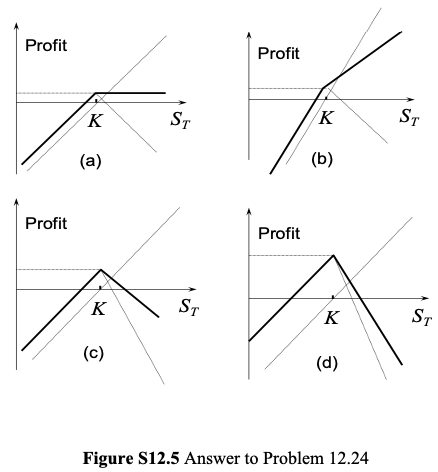 Profit
K
S_T
(a)
Profit
K
S_T
(b)
Profit
K
S_T
(c)
Profit
K
S_T
(d)
Figure S12.5 Answer to Problem 12.24